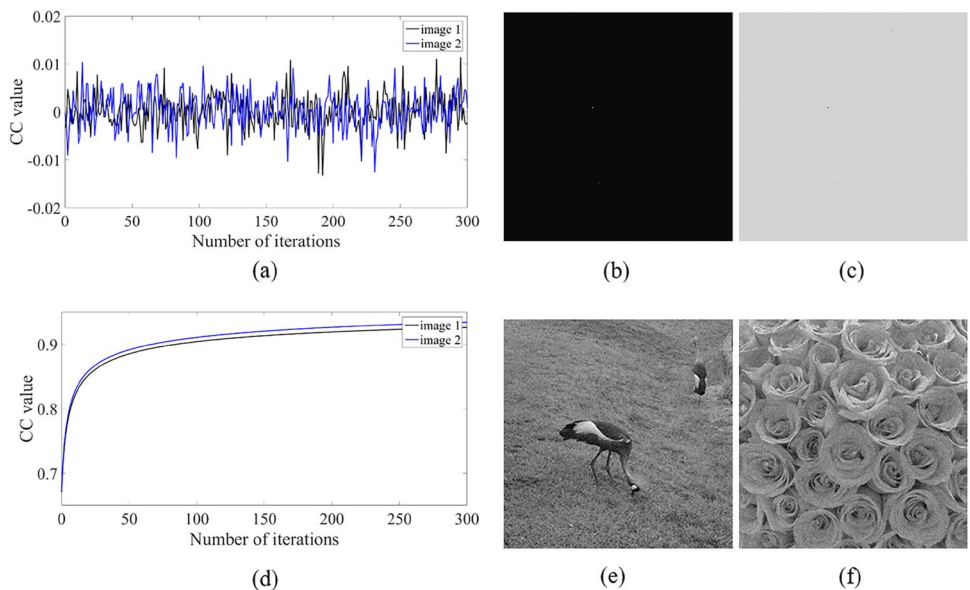 0.02
0.01
0
-0.01
-0.02
CC value
image 1
image 2
0 50 100 150 200 250 300
Number of iterations
(a)
(b)
(c)
0.9
0.8
0.7
CC value
image 1
image 2
0 50 100 150 200 250 300
Number of iterations
(d)
(e)
(f)